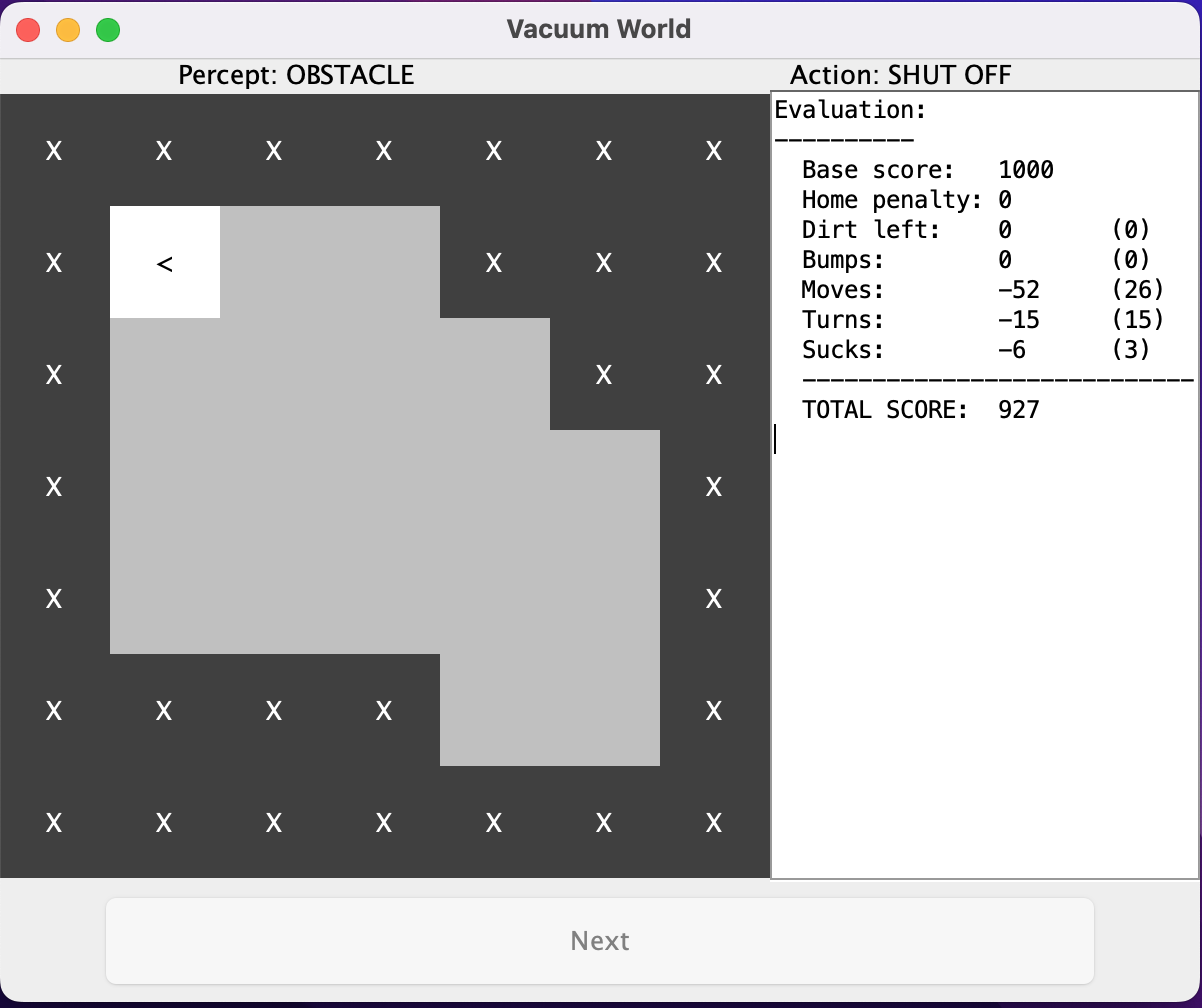 Vacuum World
Percept: OBSTACLE Action: SHUT OFF
X X X X X X X
X < X X X
X X X
X X
X X
X X X X X
X X X X X X X
Evaluation:
----------
Base score: 1000
Home penalty: 0
Dirt left: 0 (0)
Bumps: 0 (0)
Moves: -52 (26)
Turns: -15 (15)
Sucks: -6 (3)
----------------------------
TOTAL SCORE: 927
Next